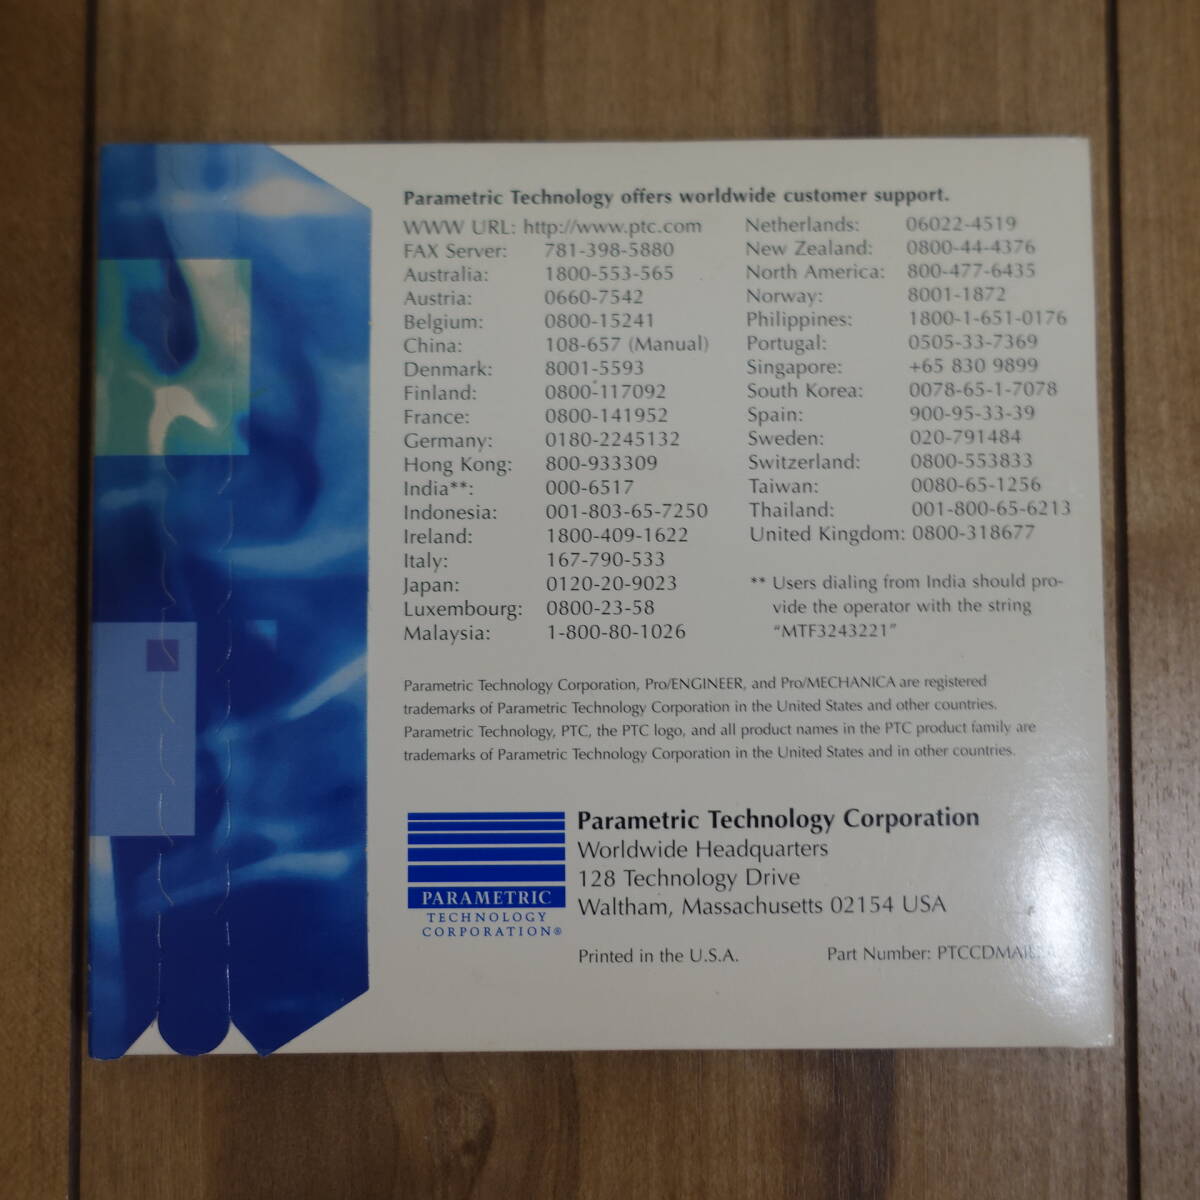 Parametric Technology offers worldwide customer support.
WWW URL: http://www.ptc.com
FAX Server: 781-398-5880
Australia: 1800-553-565
Austria: 0660-7542
Belgium: 0800-15241
China: 108-657 (Manual)
Denmark: 8001-5593
Finland: 0800-117092
France: 0800-141952
Germany: 0180-2245132
Hong Kong: 800-933309
India**: 000-6517
Indonesia: 001-803-65-7250
Ireland: 1800-409-1622
Italy: 167-790-533
Japan: 0120-20-9023
Luxembourg: 0800-23-58
Malaysia: 1-800-80-1026
Netherlands: 06022-4519
New Zealand: 0800-44-4376
North America: 800-477-6435
Norway: 8001-1872
Philippines: 1800-1-651-0176
Portugal: 0505-33-7369
Singapore: +65 830 9899
South Korea: 0078-65-1-7078
Spain: 900-95-33-39
Sweden: 020-791484
Switzerland: 0800-553833
Taiwan: 0080-65-1256
Thailand: 001-800-65-6213
United Kingdom: 0800-318677
** Users dialing from India should pro-
vide the operator with the string
“MTF3243221”
Parametric Technology Corporation, Pro/ENGINEER, and Pro/MECHANICA are registered
trademarks of Parametric Technology Corporation in the United States and other countries.
Parametric Technology, PTC, the PTC logo, and all product names in the PTC product family are
trademarks of Parametric Technology Corporation in the United States and in other countries.
PARAMETRIC
TECHNOLOGY
CORPORATION®
Parametric Technology Corporation
Worldwide Headquarters
128 Technology Drive
Waltham, Massachusetts 02154 USA
Printed in the U.S.A.
Part Number: